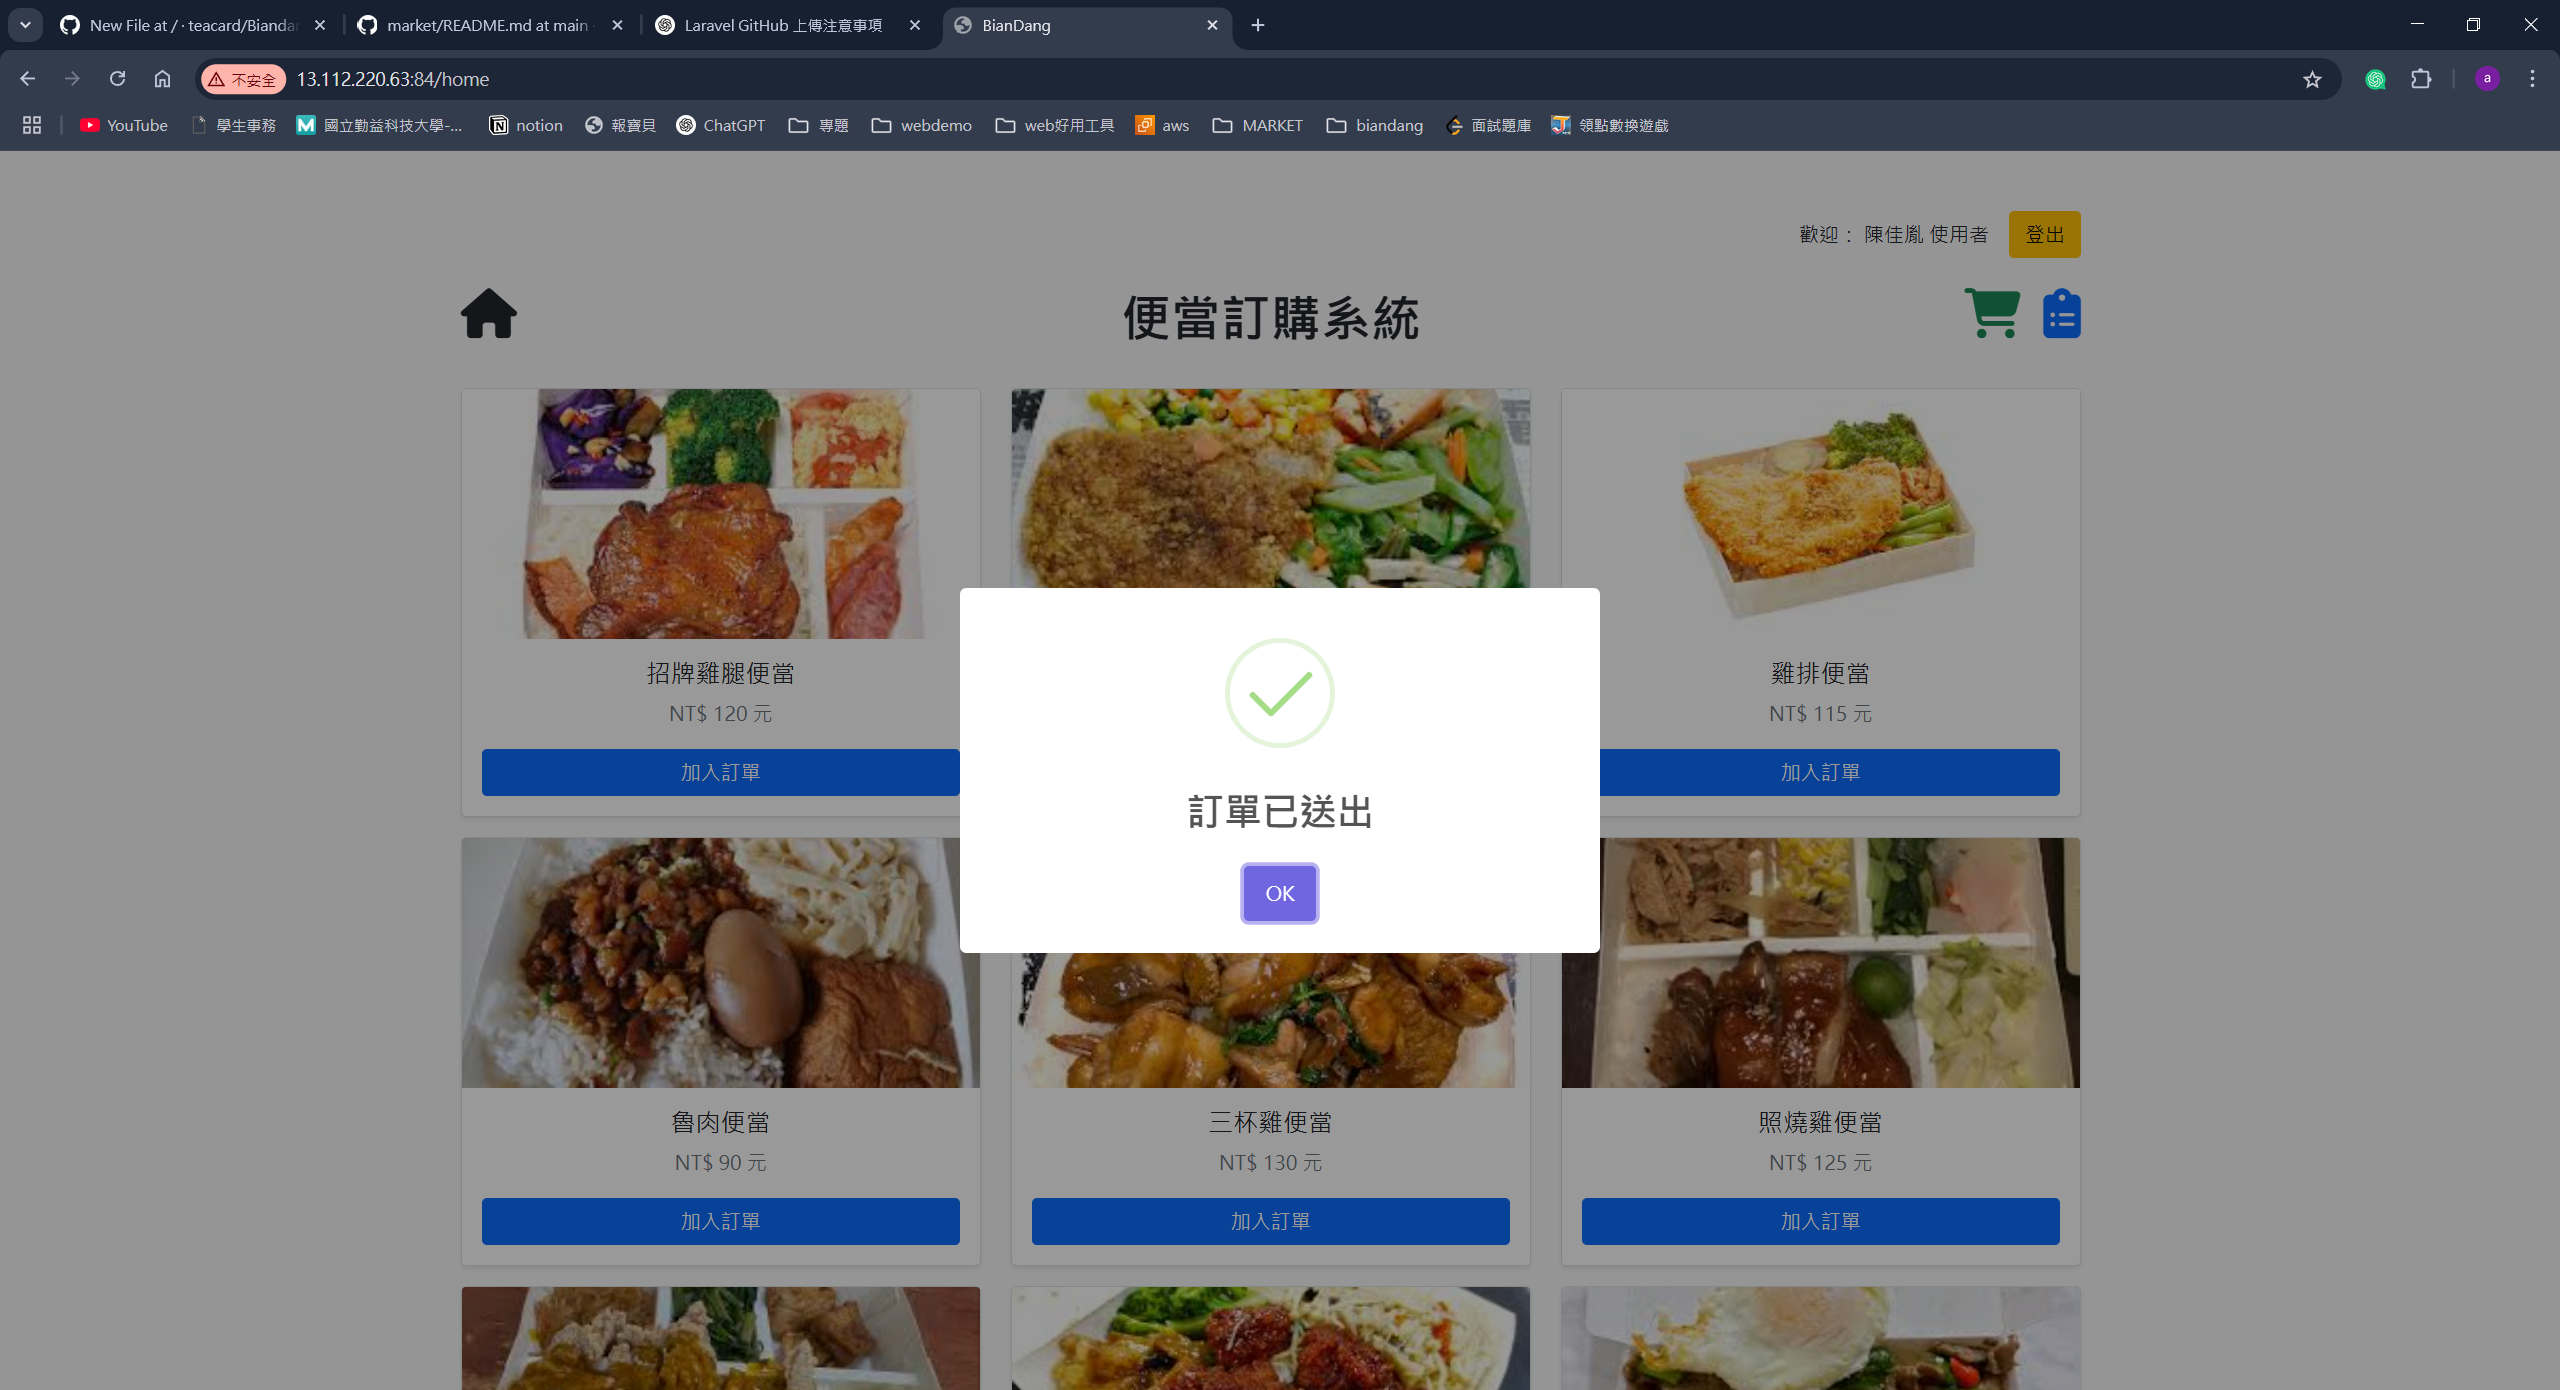 New File at / · teacard/Bianda
market/README.md at main
Laravel GitHub 上傳注意事項
BianDang
不安全
13.112.220.63:84/home
a
YouTube
學生事務
國立勤益科技大學-...
notion
報寶貝
ChatGPT
專題
webdemo
web好用工具
aws
MARKET
biandang
面試題庫
領點數換遊戲
歡迎： 陳佳胤 使用者
登出
便當訂購系統
招牌雞腿便當
NT$ 120 元
加入訂單
雞排便當
NT$ 115 元
加入訂單
訂單已送出
OK
魯肉便當
NT$ 90 元
加入訂單
三杯雞便當
NT$ 130 元
加入訂單
照燒雞便當
NT$ 125 元
加入訂單